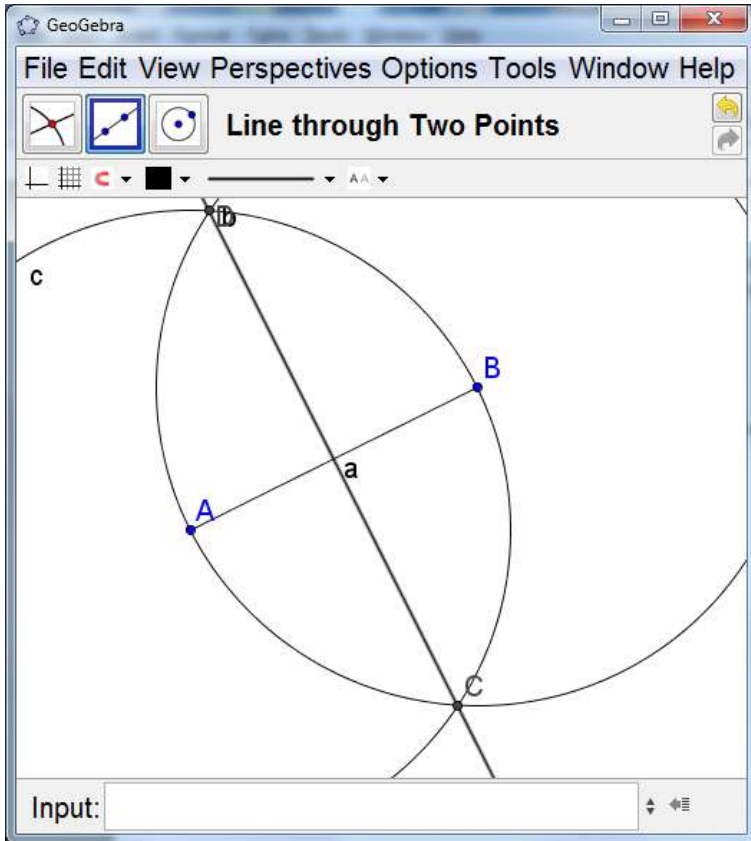 GeoGebra
File Edit View Perspectives Options Tools Window Help
Line through Two Points
A A
c
B
a
A
C
Input: